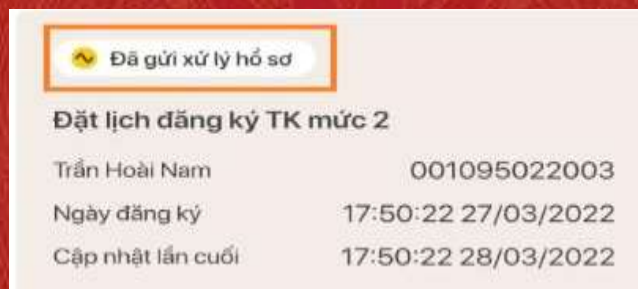 Đã gửi xử lý hồ sơ
Đặt lịch đăng ký TK mức 2
Trần Hoài Nam 001095022003
Ngày đăng ký 17:50:22 27/03/2022
Cập nhật lần cuối 17:50:22 28/03/2022